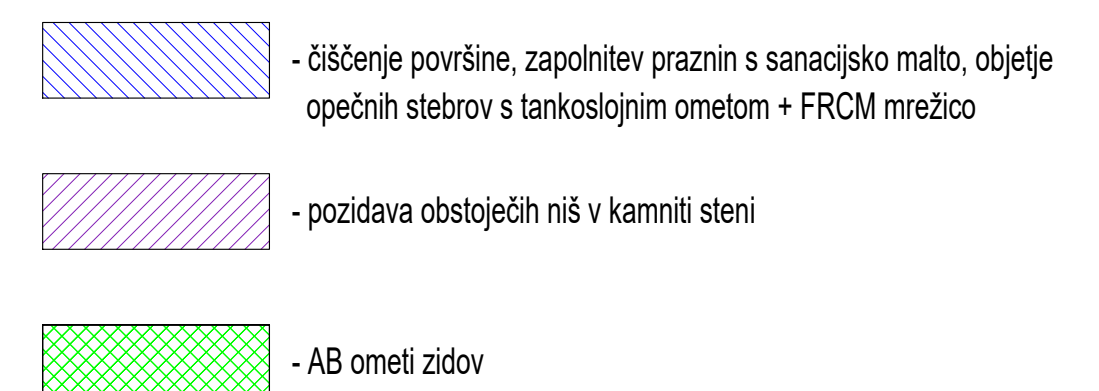 - čiščenje površine, zapolnitev praznin s sanacijsko malto, objetje
opečnih stebrov s tankoslojnim ometom + FRCM mrežico
- pozidava obstoječih niš v kamniti steni
- AB ometi zidov